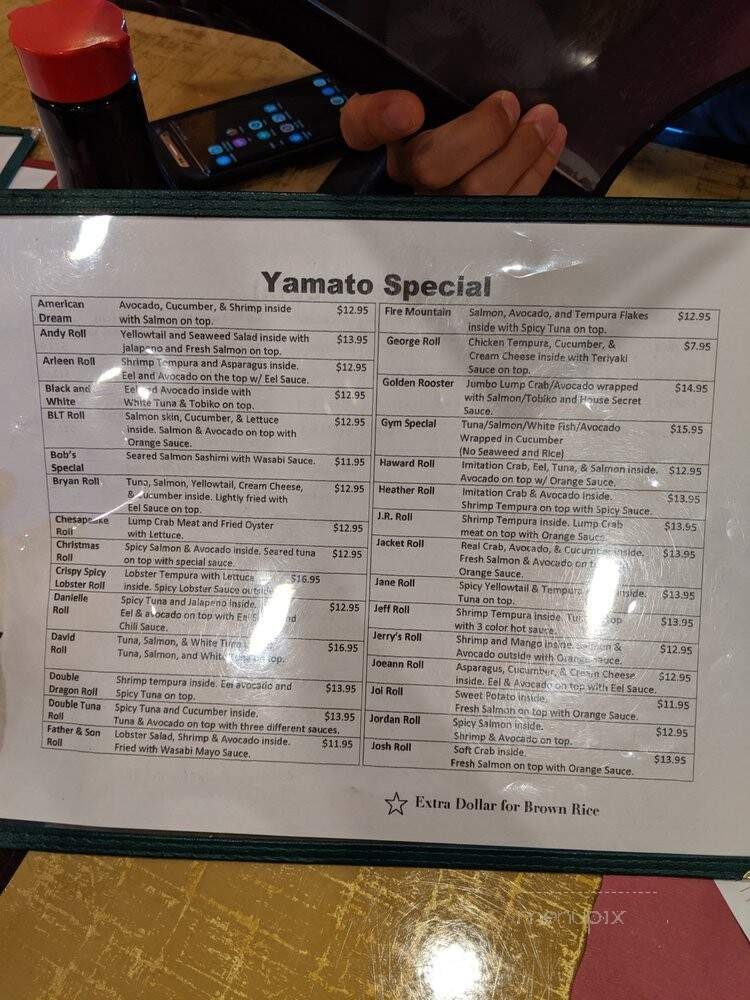 Yamato Special
American Dream
Avocado, Cucumber, & Shrimp inside
with Salmon on top.
$12.95
Andy Roll
Yellowtail and Seaweed Salad inside with
jalapeno and Fresh Salmon on top.
$13.95
Arleen Roll
Shrimp Tempura and Asparagus inside.
Eel and Avocado on the top w/ Eel Sauce.
$12.95
Black and
White
Eel and Avocado inside with
White Tuna & Tobiko on top.
$12.95
BLT Roll
Salmon skin, Cucumber, & Lettuce
inside. Salmon & Avocado on top with
Orange Sauce.
$12.95
Bob's
Special
Seared Salmon Sashimi with Wasabi Sauce.
$11.95
Bryan Roll
Tuna, Salmon, Yellowtail, Cream Cheese,
& Cucumber inside. Lightly fried with
Eel Sauce on top.
$12.95
Chesapeake
Roll
Lump Crab Meat and Fried Oyster
with Lettuce.
$12.95
Christmas
Roll
Spicy Salmon & Avocado inside. Seared tuna
on top with special sauce.
$12.95
Crispy Spicy
Lobster Roll
Lobster Tempura with Lettuce
inside. Spicy Lobster Sauce outside
$16.95
Danielle
Roll
Spicy Tuna and Jalapeno inside.
Eel & avocado on top with Eel and
Chili Sauce.
$12.95
David
Roll
Tuna, Salmon, & White Tuna
Tuna, Salmon, and White Tuna on top.
$16.95
Double
Dragon Roll
Shrimp tempura inside. Eel avocado and
Spicy Tuna on top.
$13.95
Double Tuna
Roll
Spicy Tuna and Cucumber inside.
Tuna & Avocado on top with three different sauces.
$13.95
Father & Son
Roll
Lobster Salad, Shrimp & Avocado inside.
Fried with Wasabi Mayo Sauce.
$11.95
Fire Mountain
Salmon, Avocado, and Tempura Flakes
inside with Spicy Tuna on top.
$12.95
George Roll
Chicken Tempura, Cucumber, &
Cream Cheese inside with Teriyaki
Sauce on top.
$7.95
Golden Rooster
Jumbo Lump Crab/Avocado wrapped
with Salmon/Tobiko and House Secret
Sauce.
$14.95
Gym Special
Tuna/Salmon/White Fish/Avocado
Wrapped in Cucumber
(No Seaweed and Rice)
$15.95
Haward Roll
Imitation Crab, Eel, Tuna, & Salmon inside.
Avocado on top w/ Orange Sauce.
$12.95
Heather Roll
Imitation Crab & Avocado inside.
Shrimp Tempura on top with Spicy Sauce.
$13.95
J.R. Roll
Shrimp Tempura inside. Lump Crab
meat on top with Orange Sauce.
$13.95
Jacket Roll
Real Crab, Avocado, & Cucumber inside.
Fresh Salmon & Avocado on top
Orange Sauce.
$13.95
Jane Roll
Spicy Yellowtail & Tempura inside.
Tuna on top.
$13.95
Jeff Roll
Shrimp Tempura inside. Tuna top
with 3 color hot sauce.
$13.95
Jerry's Roll
Shrimp and Mango inside. Salmon &
Avocado outside with Orange sauce.
$12.95
Joeann Roll
Asparagus, Cucumber, & Cream Cheese
inside. Eel & Avocado on top with Eel Sauce.
$12.95
Joi Roll
Sweet Potato inside.
Fresh Salmon on top with Orange Sauce.
$11.95
Jordan Roll
Spicy Salmon inside.
Shrimp & Avocado on top.
$12.95
Josh Roll
Soft Crab inside.
Fresh Salmon on top with Orange Sauce.
$13.95
Extra Dollar for Brown Rice
menupix